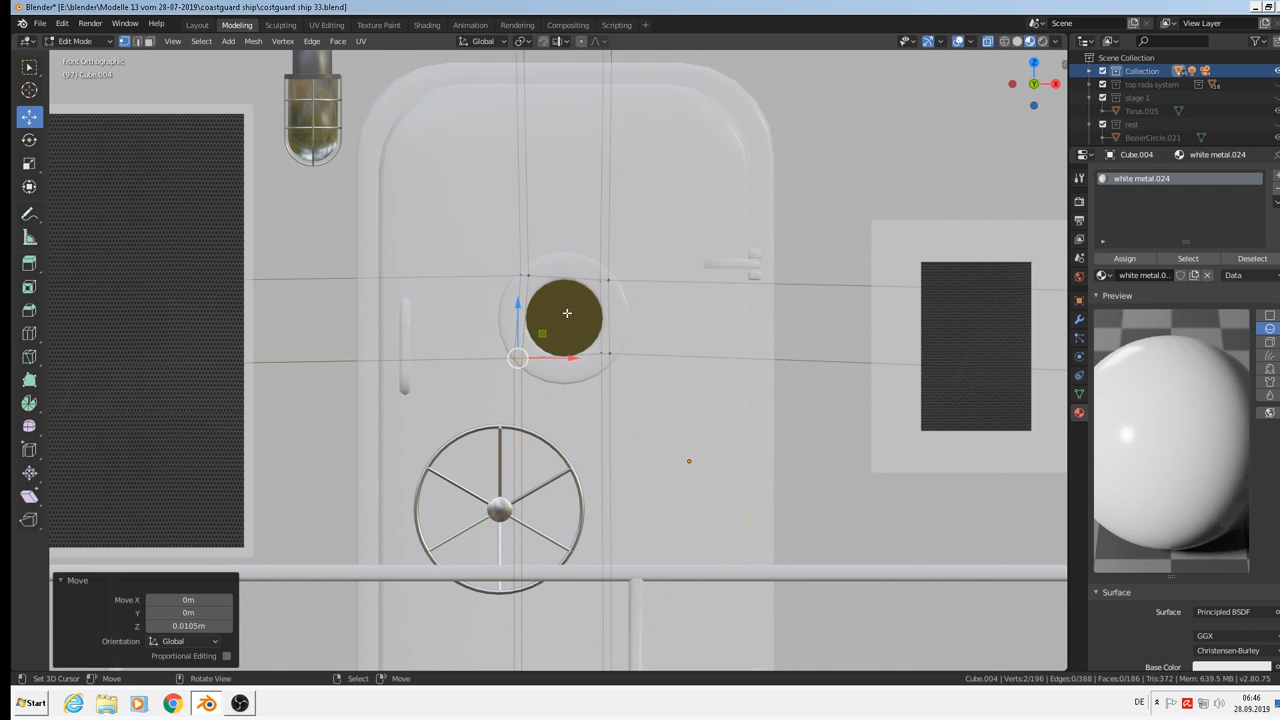 Blender* [E:\blender\Modelle 13 vom 28-07-2019\coastguard ship\costguard ship 33.blend]
File Edit Render Window Help Layout Modeling Sculpting UV Editing Texture Paint Shading Animation Rendering Compositing Scripting + Scene View Layer
Edit Mode View Select Add Mesh Vertex Edge Face UV Global
Front Orthographic
(97) Cube.004
Z
X
Y
Scene Collection
Collection
top rada system
stage 1
Torus.005
rest
BezierCircle.021
Cube.004 white metal.024
white metal.024
Assign Select Deselect
white metal.0.. Data
Preview
Surface
Surface Principled BSDF
GGX
Christensen-Burley
Base Color
Move
Move X 0m
Y 0m
Z 0.0105m
Orientation Global
Proportional Editing
Set 3D Cursor Move Rotate View Select Move Cube.004 | Verts:2/196 | Edges:0/388 | Faces:0/186 | Tris:372 | Mem: 639.5 MB | v2.80.75
Start DE 06:46
28.09.2019